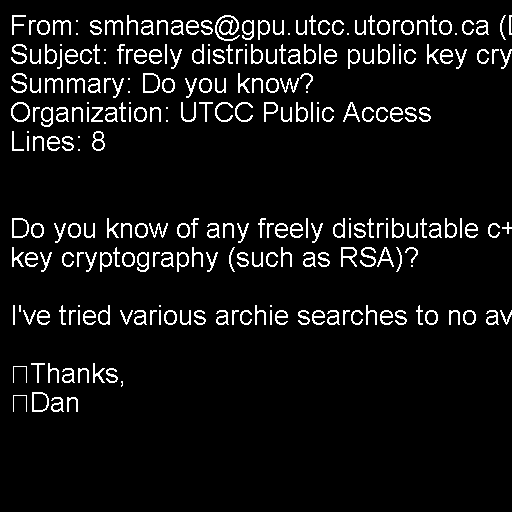 From: smhanaes@gpu.utcc.utoronto.ca (D
Subject: freely distributable public key cry
Summary: Do you know?
Organization: UTCC Public Access
Lines: 8
Do you know of any freely distributable c+
key cryptography (such as RSA)?
I've tried various archie searches to no av
Thanks,
Dan